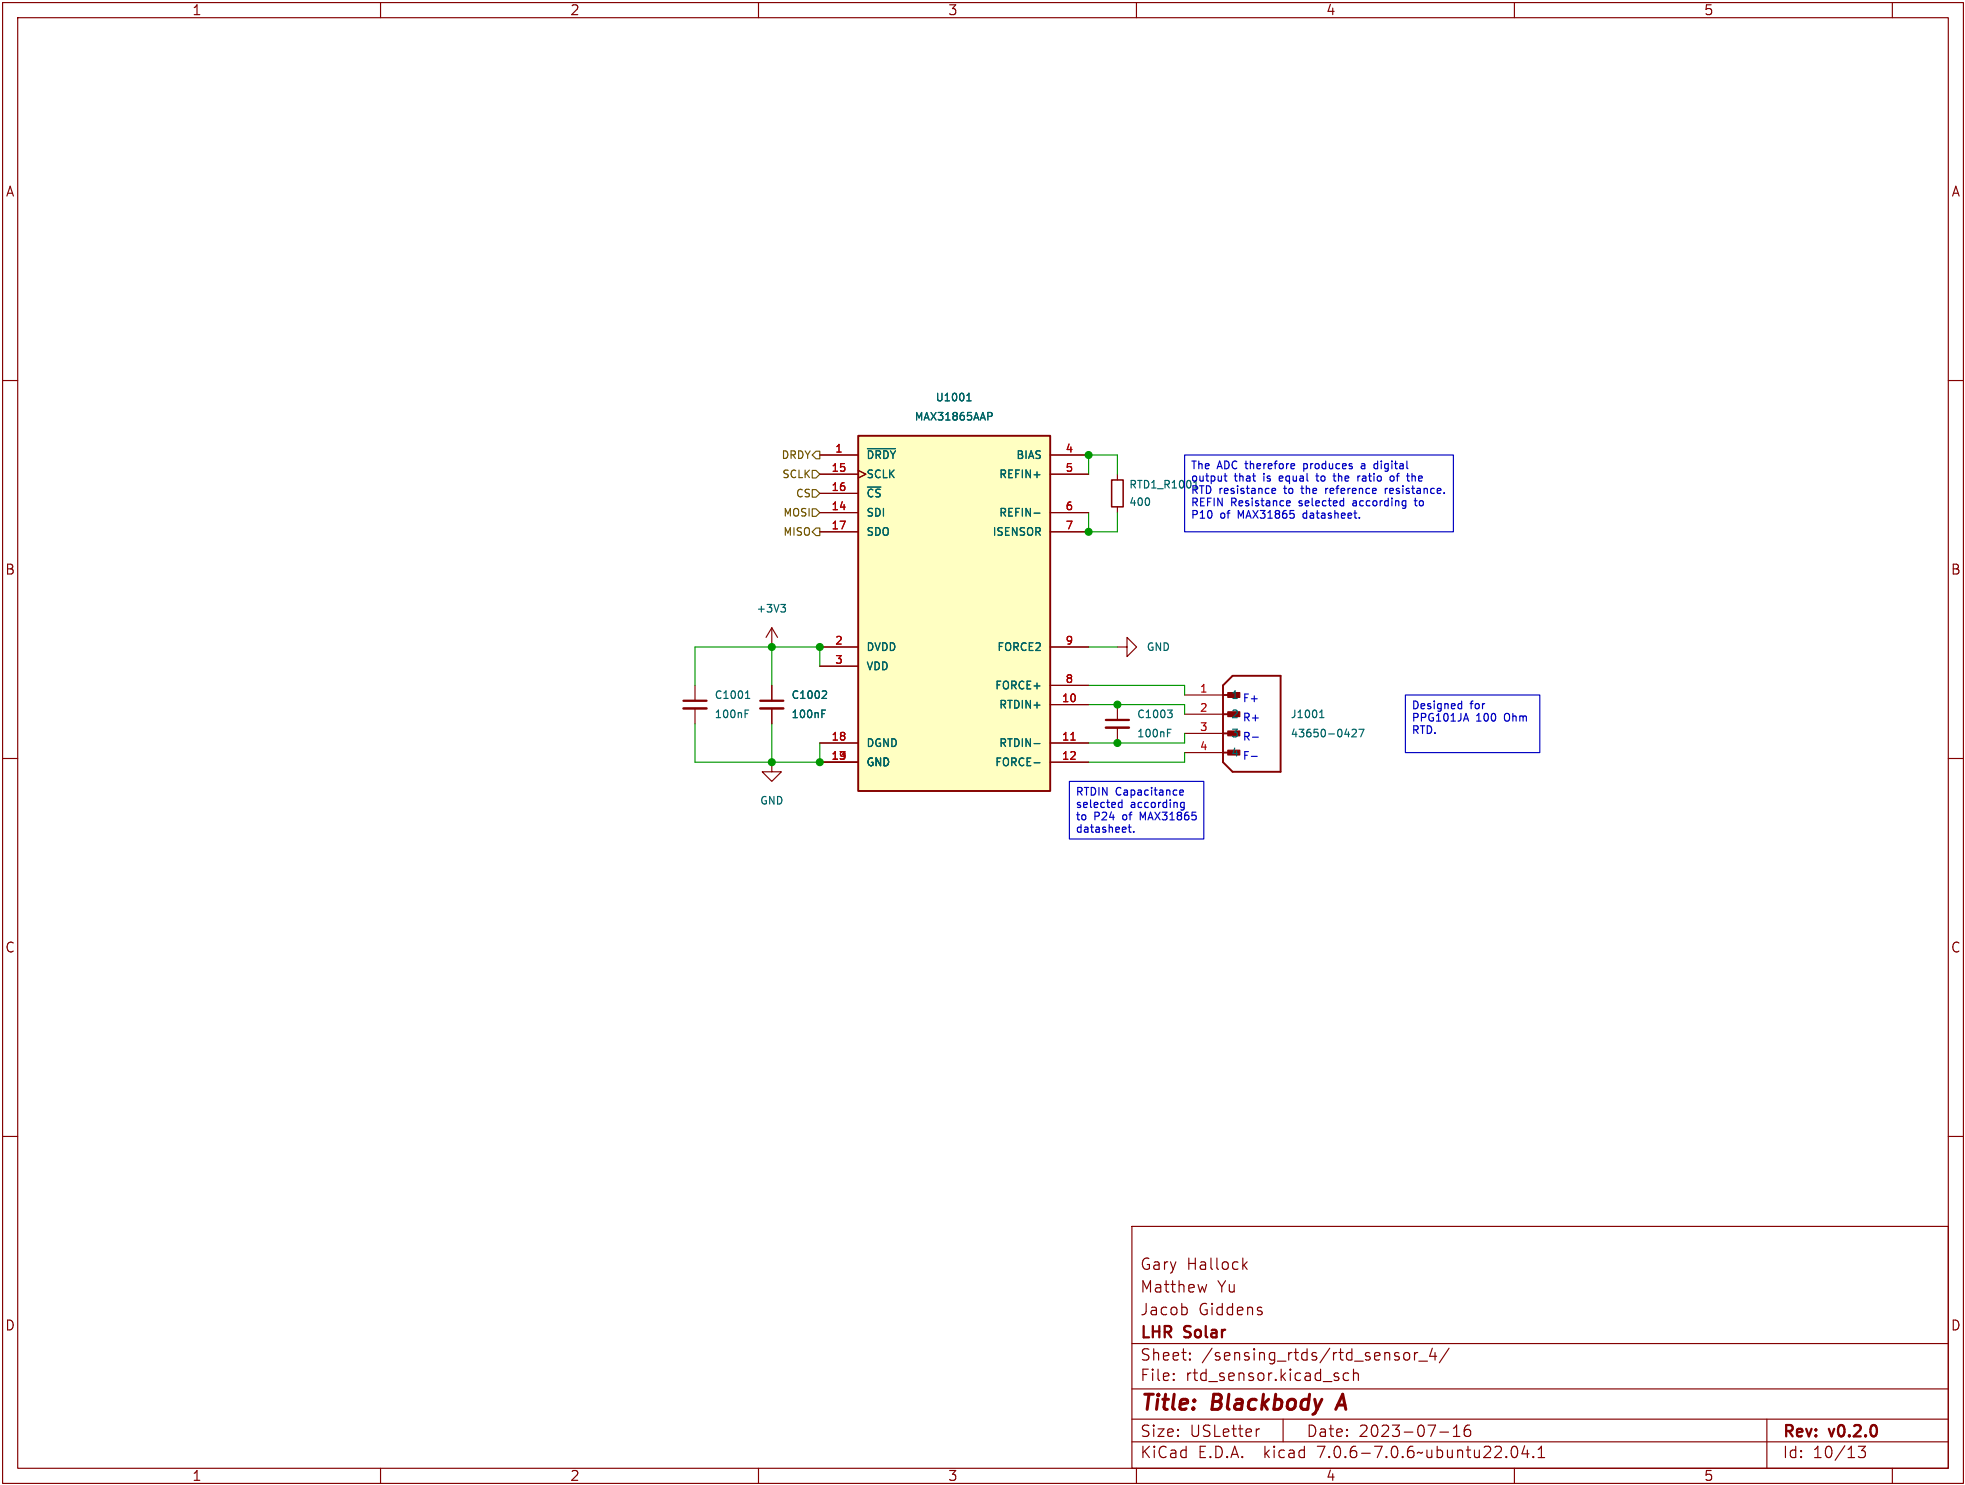 1 2 3 4 5
A A
B B
C C
D D
U1001
MAX31865AAP
DRDY 1 DRDY
SCLK 15 SCLK
CS 16 CS
MOSI 14 SDI
MISO 17 SDO
BIAS 4
REFIN+ 5
REFIN- 6
ISENSOR 7
RTD1_R1001
400
The ADC therefore produces a digital
output that is equal to the ratio of the
RTD resistance to the reference resistance.
REFIN Resistance selected according to
P10 of MAX31865 datasheet.
+3V3
2 DVDD
3 VDD
C1001
100nF
C1002
100nF
18 DGND
19 GND
GND
FORCE2 9
GND
FORCE+ 8
RTDIN+ 10
RTDIN- 11
FORCE- 12
C1003
100nF
1 F+
2 R+
3 R-
4 F-
J1001
43650-0427
Designed for
PPG101JA 100 Ohm
RTD.
RTDIN Capacitance
selected according
to P24 of MAX31865
datasheet.
Gary Hallock
Matthew Yu
Jacob Giddens
LHR Solar
Sheet: /sensing_rtds/rtd_sensor_4/
File: rtd_sensor.kicad_sch
Title: Blackbody A
Size: USLetter Date: 2023-07-16 Rev: v0.2.0
KiCad E.D.A. kicad 7.0.6-7.0.6~ubuntu22.04.1 Id: 10/13
1 2 3 4 5